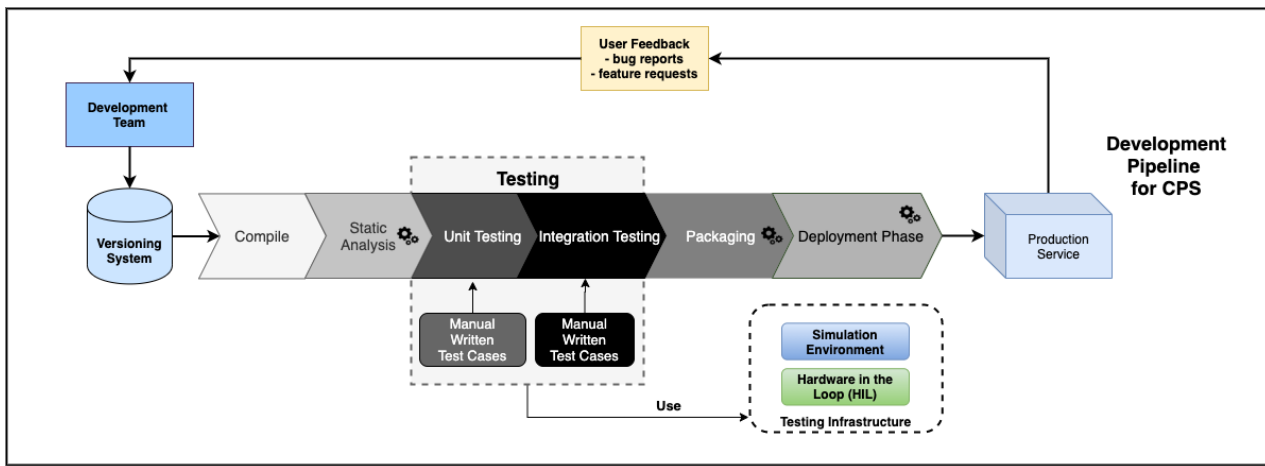 User Feedback
- bug reports
- feature requests
Development
Team
Development
Pipeline
for CPS
Testing
Versioning
System
Compile
Static
Analysis
Unit Testing
Integration Testing
Packaging
Deployment Phase
Production
Service
Manual
Written
Test Cases
Manual
Written
Test Cases
Simulation
Environment
Hardware in the
Loop (HIL)
Use
Testing Infrastructure